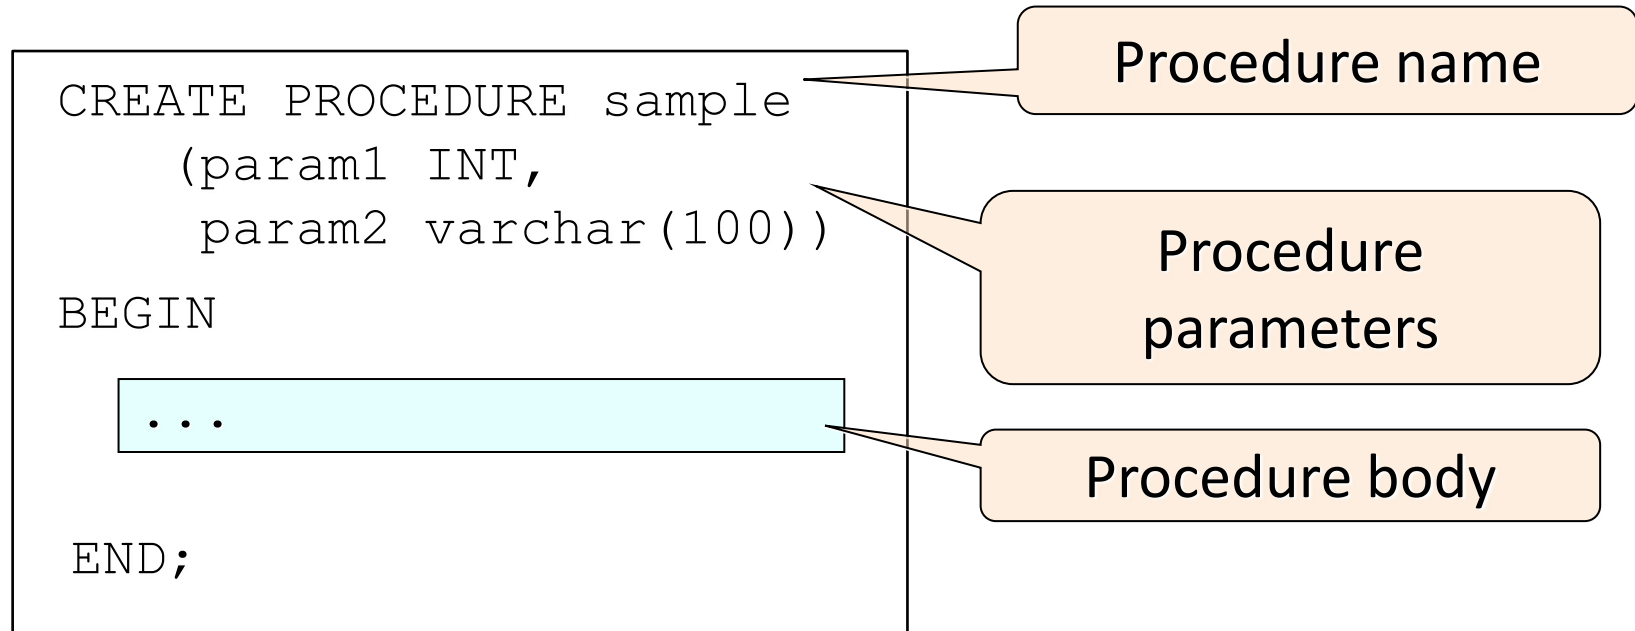 CREATE PROCEDURE sample
(param1 INT,
param2 varchar(100))
BEGIN
...
END;
Procedure name
Procedure
parameters
Procedure body